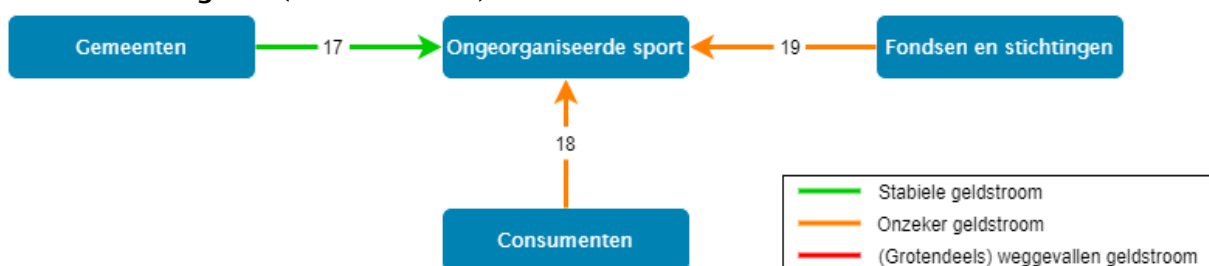 Gemeenten
17
Ongeorganiseerde sport
19
Fondsen en stichtingen
18
Consumenten
Stabiele geldstroom
Onzeker geldstroom
(Grotendeels) weggevallen geldstroom